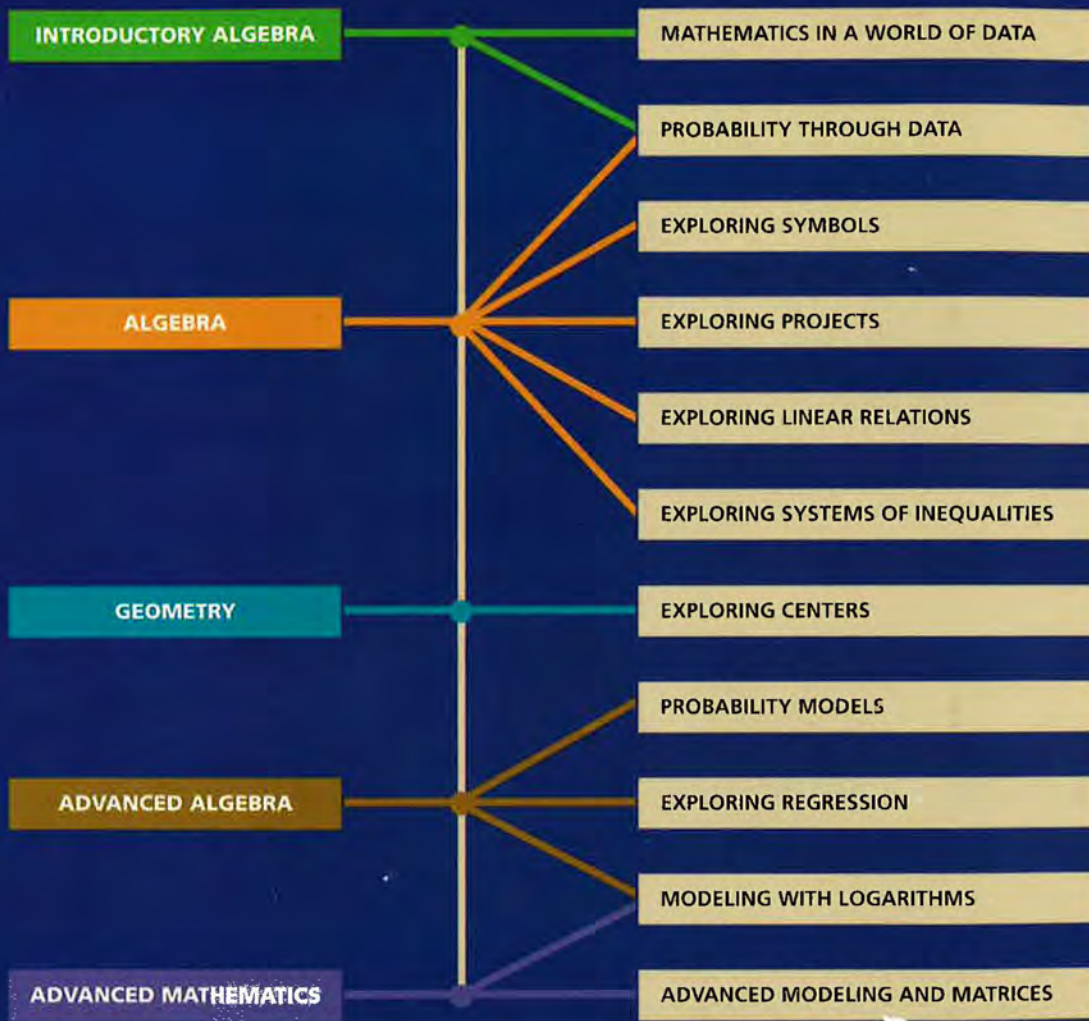 INTRODUCTORY ALGEBRA
MATHEMATICS IN A WORLD OF DATA
PROBABILITY THROUGH DATA
EXPLORING SYMBOLS
ALGEBRA
EXPLORING PROJECTS
EXPLORING LINEAR RELATIONS
EXPLORING SYSTEMS OF INEQUALITIES
GEOMETRY
EXPLORING CENTERS
PROBABILITY MODELS
ADVANCED ALGEBRA
EXPLORING REGRESSION
MODELING WITH LOGARITHMS
ADVANCED MATHEMATICS
ADVANCED MODELING AND MATRICES